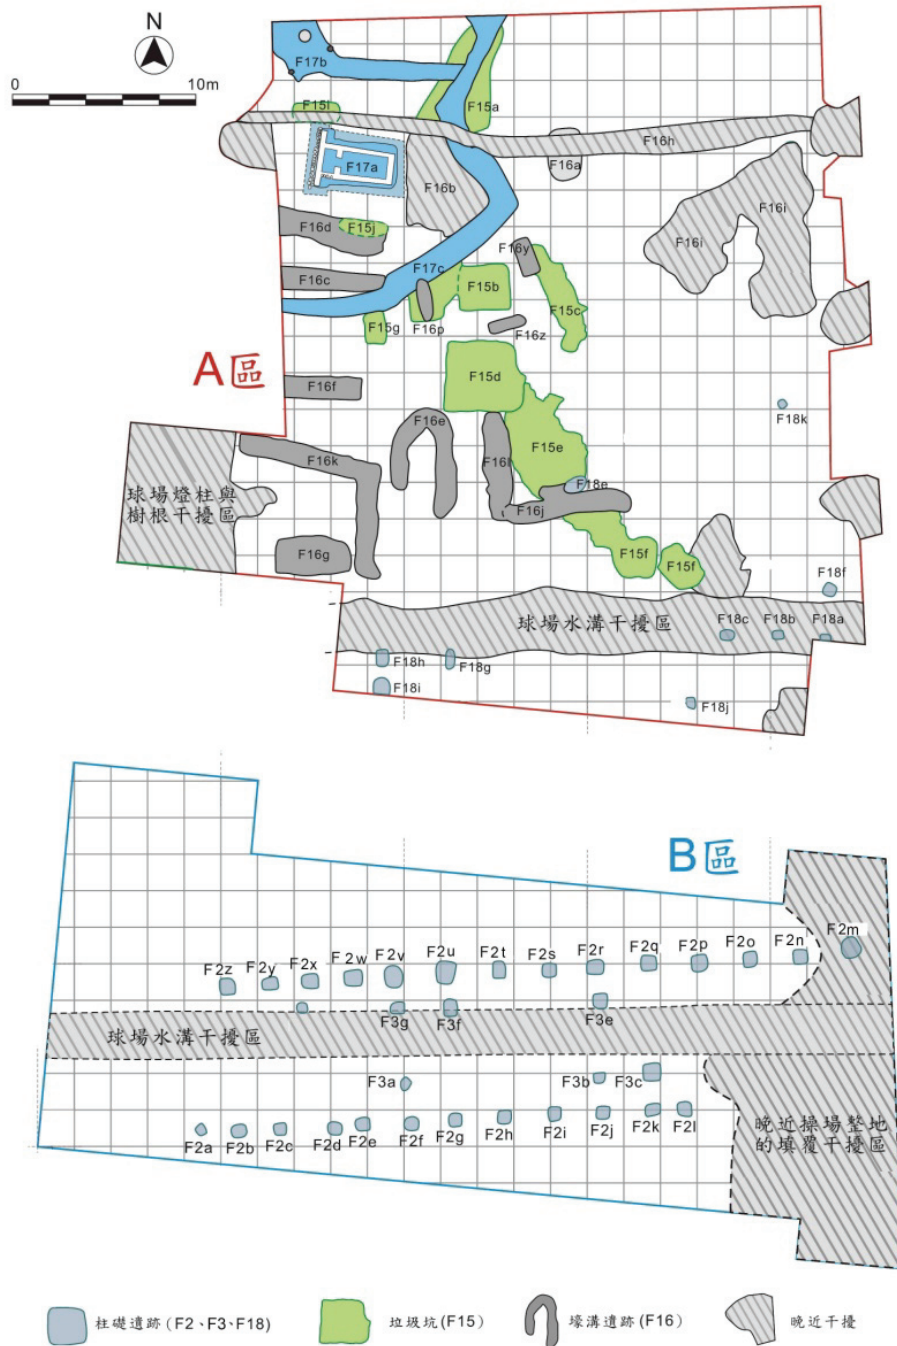 N
0 10m
F17b
F15a
F15i
F16h
F17a
F16a
F16b
F16i
F16i
F16d
F15j
F16y
F17c
F16c
F15b
F15c
F15g
F16p
F16z
A區
F15d
F16f
F18k
F16e
F15e
F16l
F16k
F18e
球場燈柱與
樹根干擾區
F16j
F16g
F15f
F15f
F18f
球場水溝干擾區
F18c
F18b
F18a
F18h
F18g
F18i
F18j
B區
F2z
F2y
F2x
F2w
F2v
F2u
F2t
F2s
F2r
F2q
F2p
F2o
F2n
F2m
F3g
F3f
F3e
球場水溝干擾區
F3a
F3b
F3c
晚近操場整地
的填覆干擾區
F2a
F2b
F2c
F2d
F2e
F2f
F2g
F2h
F2i
F2j
F2k
F2l
柱礎遺跡(F2、F3、F18)
垃圾坑(F15)
壕溝遺跡(F16)
晚近干擾